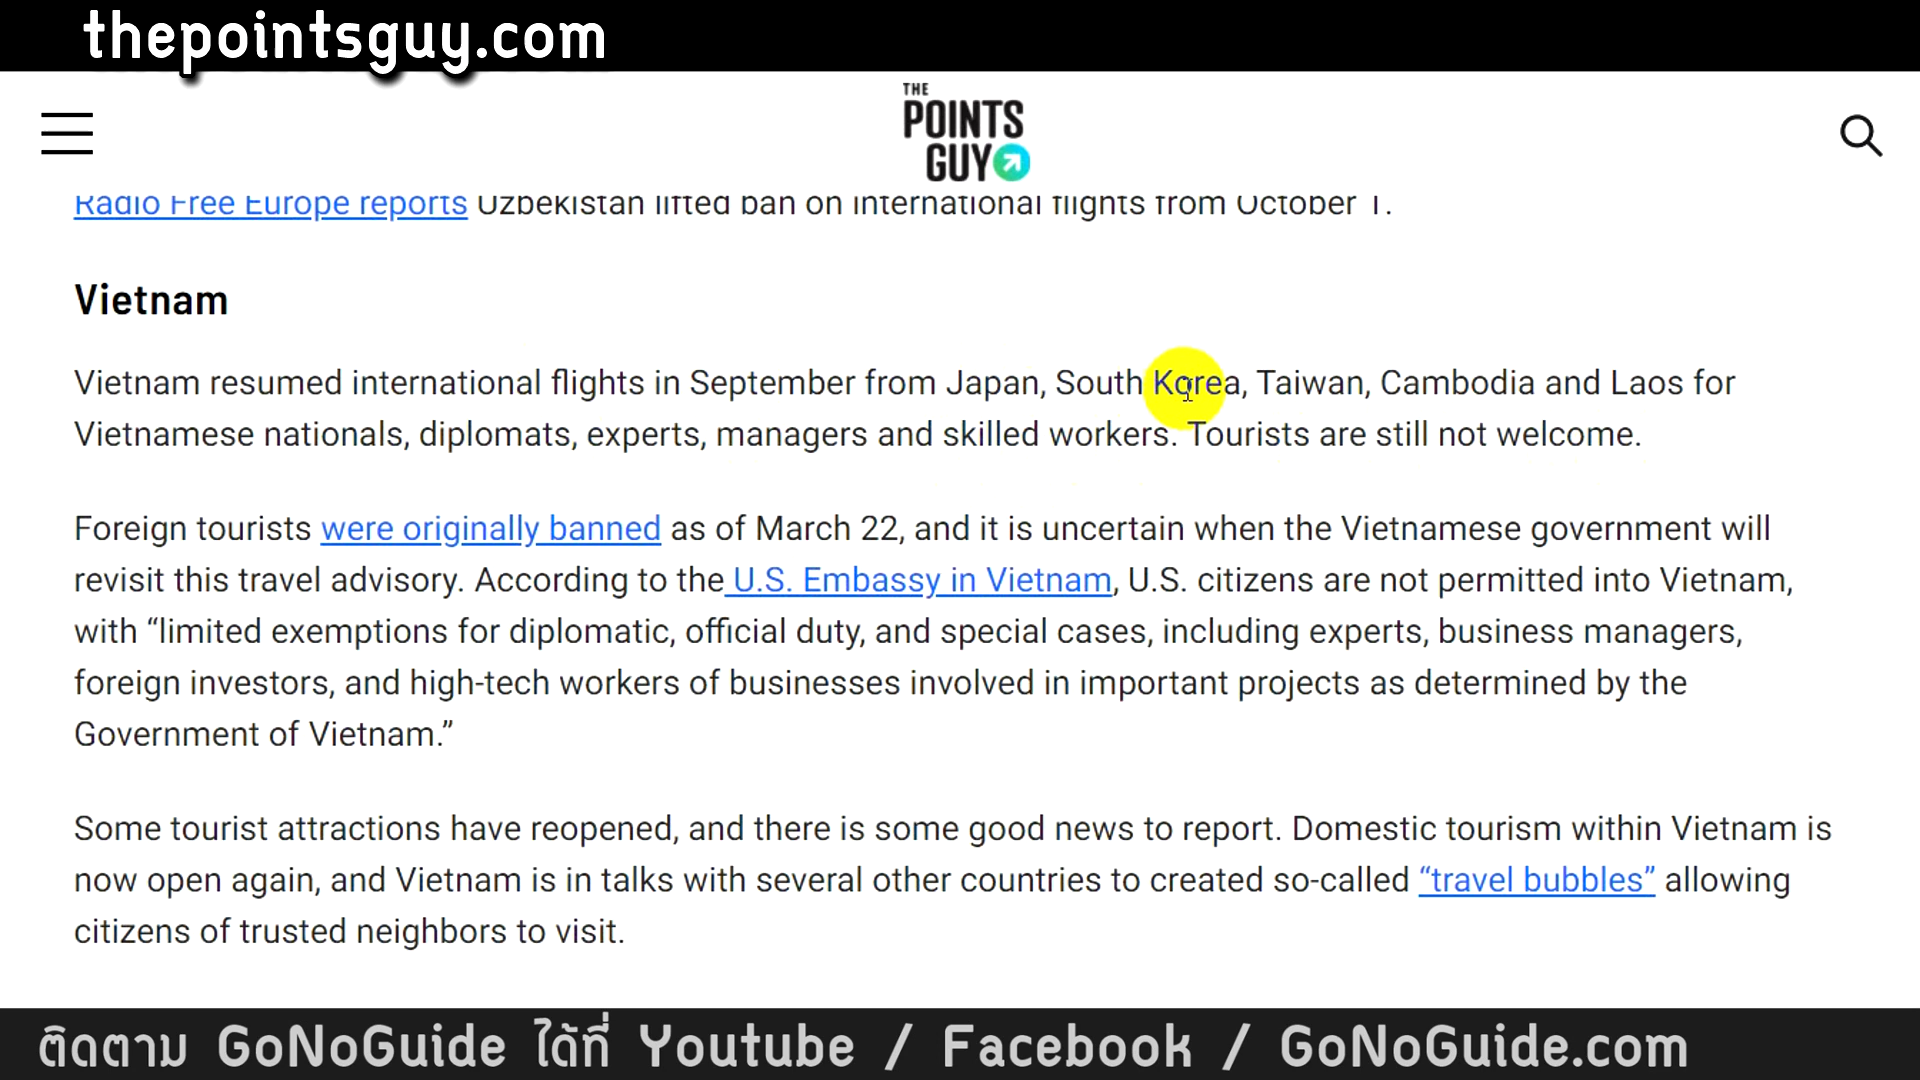 thepointsguy.com
THE
POINTS
GUY
Radio Free Europe reports Uzbekistan lifted ban on international flights from October 1.
Vietnam
Vietnam resumed international flights in September from Japan, South Korea, Taiwan, Cambodia and Laos for
Vietnamese nationals, diplomats, experts, managers and skilled workers. Tourists are still not welcome.
Foreign tourists were originally banned as of March 22, and it is uncertain when the Vietnamese government will
revisit this travel advisory. According to the U.S. Embassy in Vietnam, U.S. citizens are not permitted into Vietnam,
with “limited exemptions for diplomatic, official duty, and special cases, including experts, business managers,
foreign investors, and high-tech workers of businesses involved in important projects as determined by the
Government of Vietnam.”
Some tourist attractions have reopened, and there is some good news to report. Domestic tourism within Vietnam is
now open again, and Vietnam is in talks with several other countries to created so-called “travel bubbles” allowing
citizens of trusted neighbors to visit.
ติดตาม GoNoGuide ได้ที่ Youtube / Facebook / GoNoGuide.com